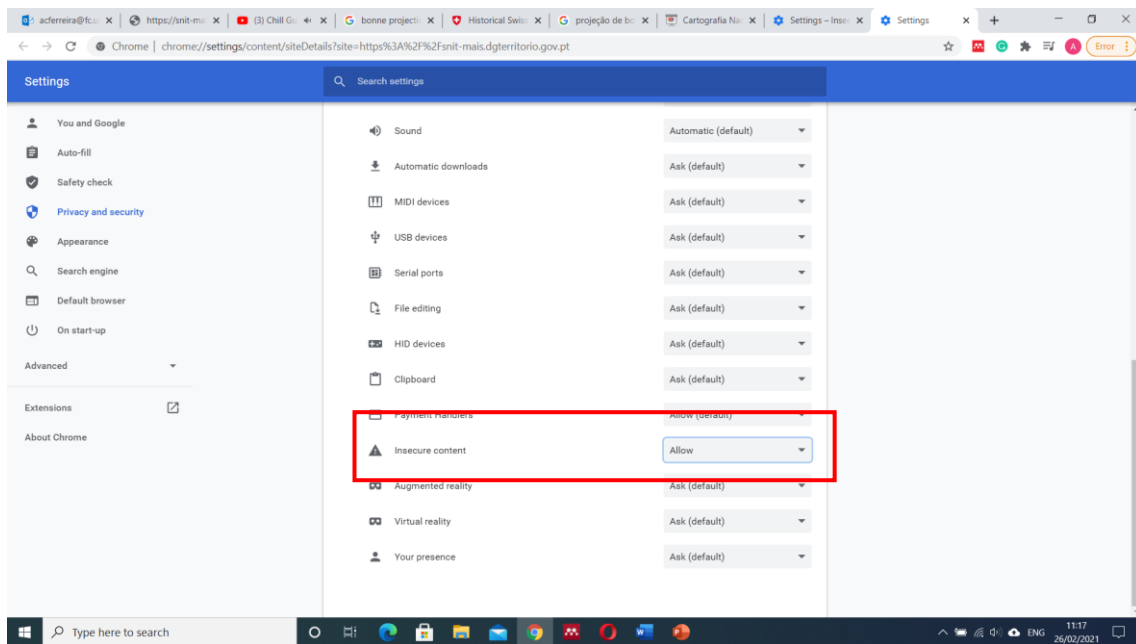 acferreira@fc.u
https://snit-ma
(3) Chill Gu
bonne projecti
Historical Swiss
projeção de bo
Cartografia Nac
Settings – Insec
Settings
Chrome | chrome://settings/content/siteDetails?site=https%3A%2F%2Fsnit-mais.dgterritorio.gov.pt
A
Error
Settings
Search settings
You and Google
Auto-fill
Safety check
Privacy and security
Appearance
Search engine
Default browser
On start-up
Advanced
Extensions
About Chrome
Sound Automatic (default)
Automatic downloads Ask (default)
MIDI devices Ask (default)
USB devices Ask (default)
Serial ports Ask (default)
File editing Ask (default)
HID devices Ask (default)
Clipboard Ask (default)
Payment Handlers Allow (default)
Insecure content Allow
Augmented reality Ask (default)
Virtual reality Ask (default)
Your presence Ask (default)
Type here to search
ENG
11:17
26/02/2021